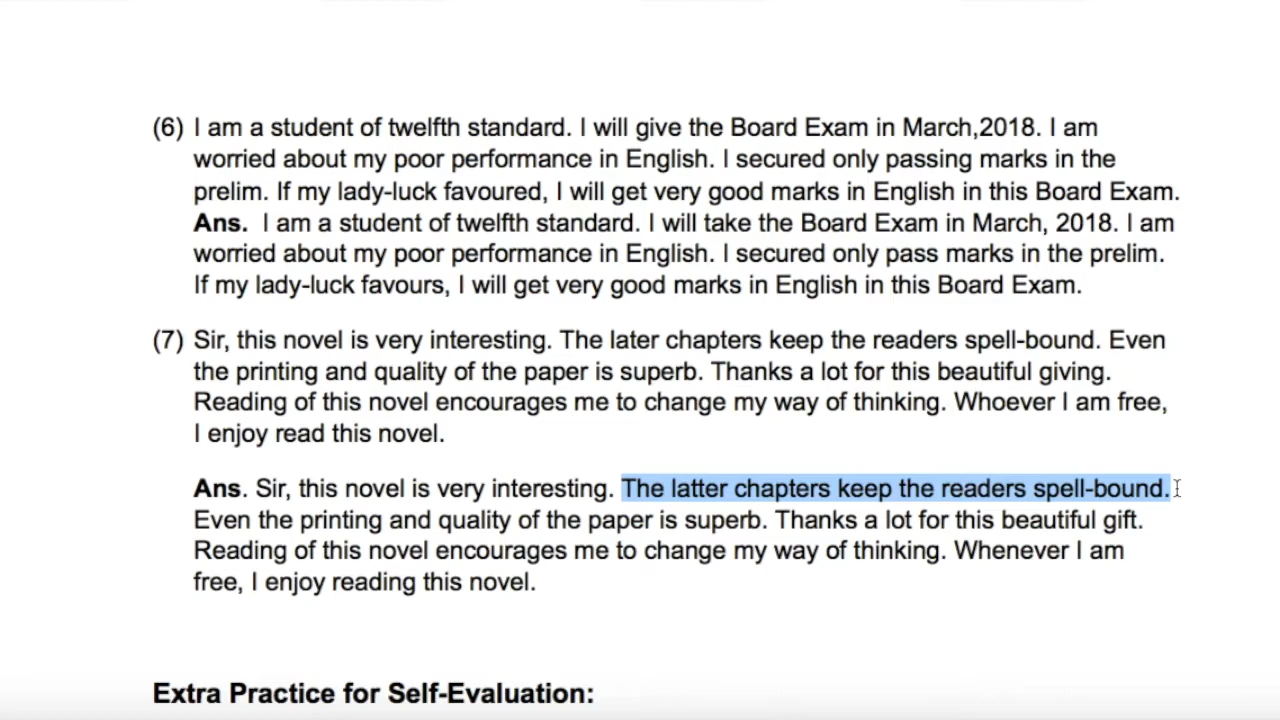 (6) I am a student of twelfth standard. I will give the Board Exam in March,2018. I am
worried about my poor performance in English. I secured only passing marks in the
prelim. If my lady-luck favoured, I will get very good marks in English in this Board Exam.
Ans. I am a student of twelfth standard. I will take the Board Exam in March, 2018. I am
worried about my poor performance in English. I secured only pass marks in the prelim.
If my lady-luck favours, I will get very good marks in English in this Board Exam.
(7) Sir, this novel is very interesting. The later chapters keep the readers spell-bound. Even
the printing and quality of the paper is superb. Thanks a lot for this beautiful giving.
Reading of this novel encourages me to change my way of thinking. Whoever I am free,
I enjoy read this novel.
Ans. Sir, this novel is very interesting. The latter chapters keep the readers spell-bound.
Even the printing and quality of the paper is superb. Thanks a lot for this beautiful gift.
Reading of this novel encourages me to change my way of thinking. Whenever I am
free, I enjoy reading this novel.
Extra Practice for Self-Evaluation: